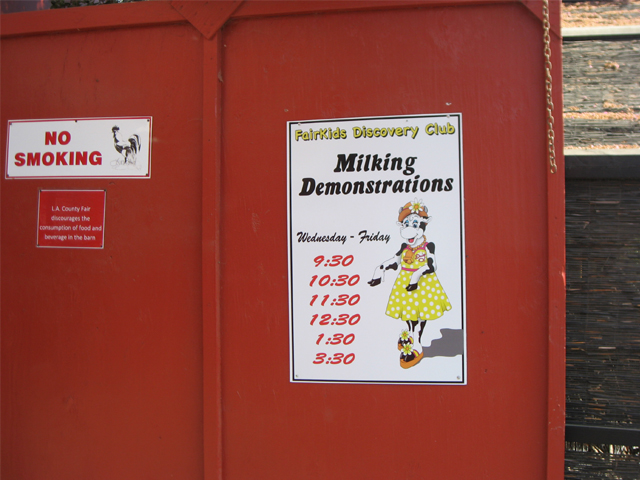 NO
SMOKING
L.A. County Fair
discourages the
consumption of food and
beverage in the barn
FairKids Discovery Club
Milking
Demonstrations
Wednesday - Friday
9:30
10:30
11:30
12:30
1:30
3:30